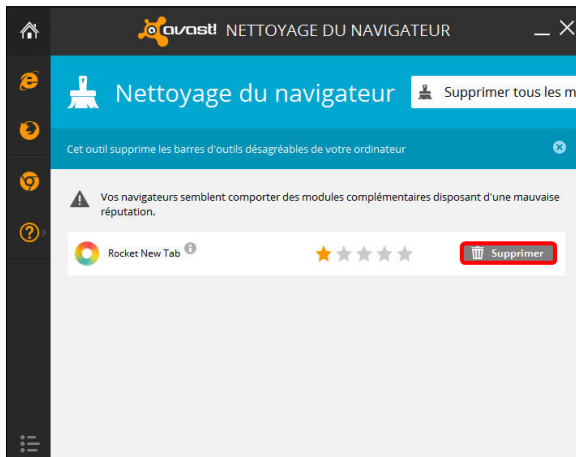 avast! NETTOYAGE DU NAVIGATEUR
Nettoyage du navigateur
Supprimer tous les m
Cet outil supprime les barres d'outils désagréables de votre ordinateur
Vos navigateurs semblent comporter des modules complémentaires disposant d'une mauvaise
réputation.
Rocket New Tab
Supprimer